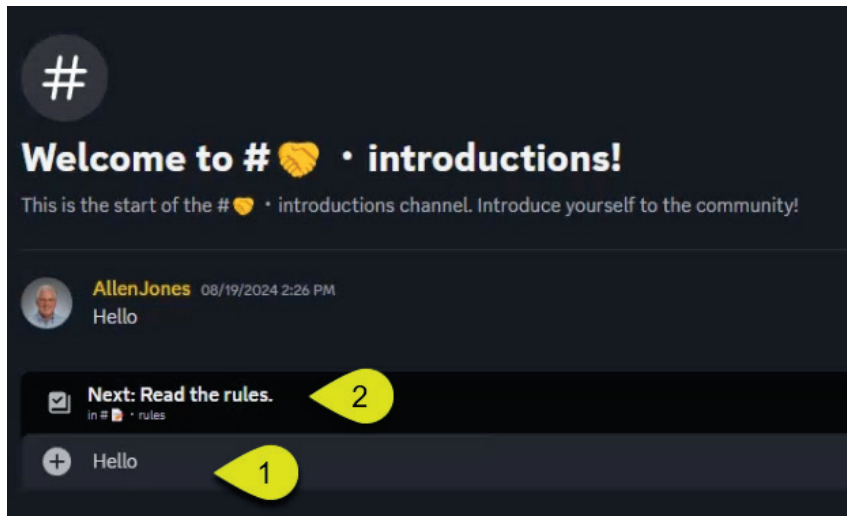 #
Welcome to # 🤝・introductions!
This is the start of the # 🤝・introductions channel. Introduce yourself to the community!
AllenJones 08/19/2024 2:26 PM
Hello
Next: Read the rules.
2
in # 📝・rules
Hello
1